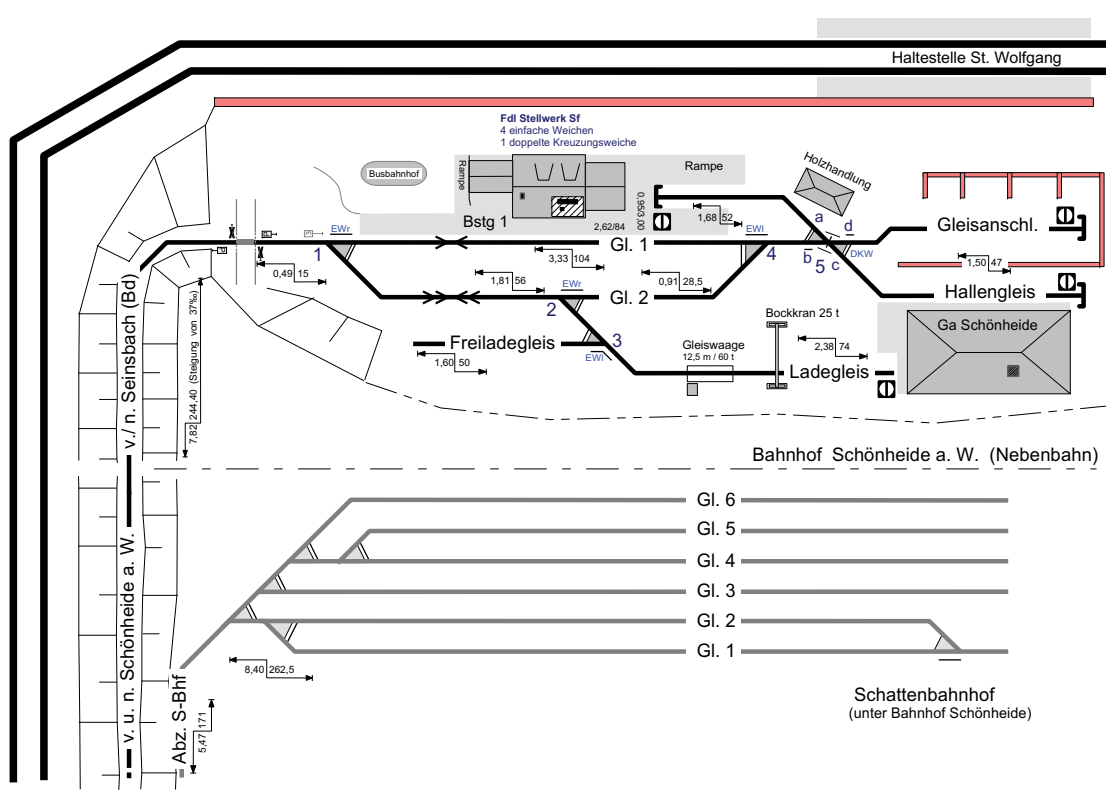 Haltestelle St. Wolfgang
Fdl Stellwerk Sf
4 einfache Weichen
1 doppelte Kreuzungsweiche
Busbahnhof
Rampe
Rampe
Holzhandlung
Bstg 1
2,62/84
0,95/3,00
1,68 52
a
d
Gleisanschl.
EWr
1
Gl. 1
EWl
4
b
5
c
DKW
0,49 15
3,33 104
1,50 47
1,81 56
EWr
0,91 28,5
Gl. 2
Hallengleis
2
Bockran 25 t
Ga Schönheide
Freiladegleis
3
EWl
Gleiswaage
12,5 m / 60 t
2,38 74
1,60 50
Ladegleis
v./ n. Seinsbach (Bd)
7,82 244,40 (Steigung von 37‰)
Bahnhof Schönheide a. W. (Nebenbahn)
Gl. 6
Gl. 5
Gl. 4
Gl. 3
Gl. 2
Gl. 1
8,40 262,5
v. u. n. Schönheide a. W.
Abz. S-Bhf
5,47 171
Schattenbahnhof
(unter Bahnhof Schönheide)